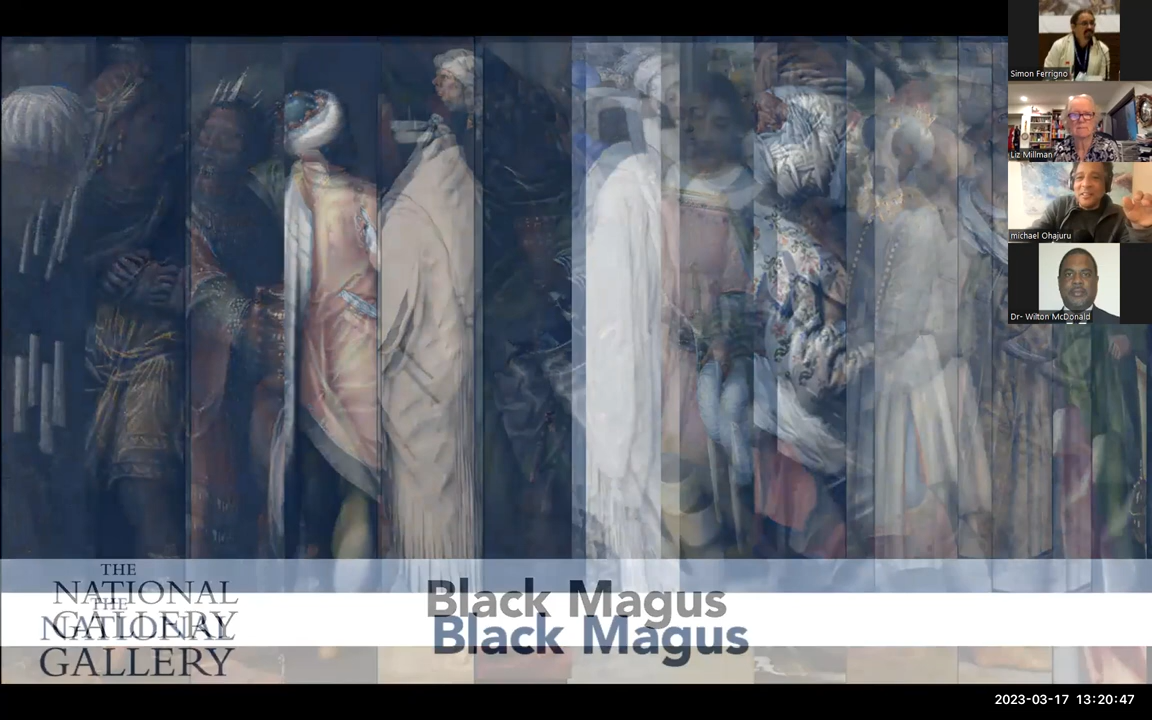 Simon Ferrigno
Liz Millman
michael Ohajuru
Dr- Wilton McDonald
THE
NATIONAL
GALLERY
THE
NATIONAL
GALLERY
Black Magus
Black Magus
2023-03-17 13:20:47